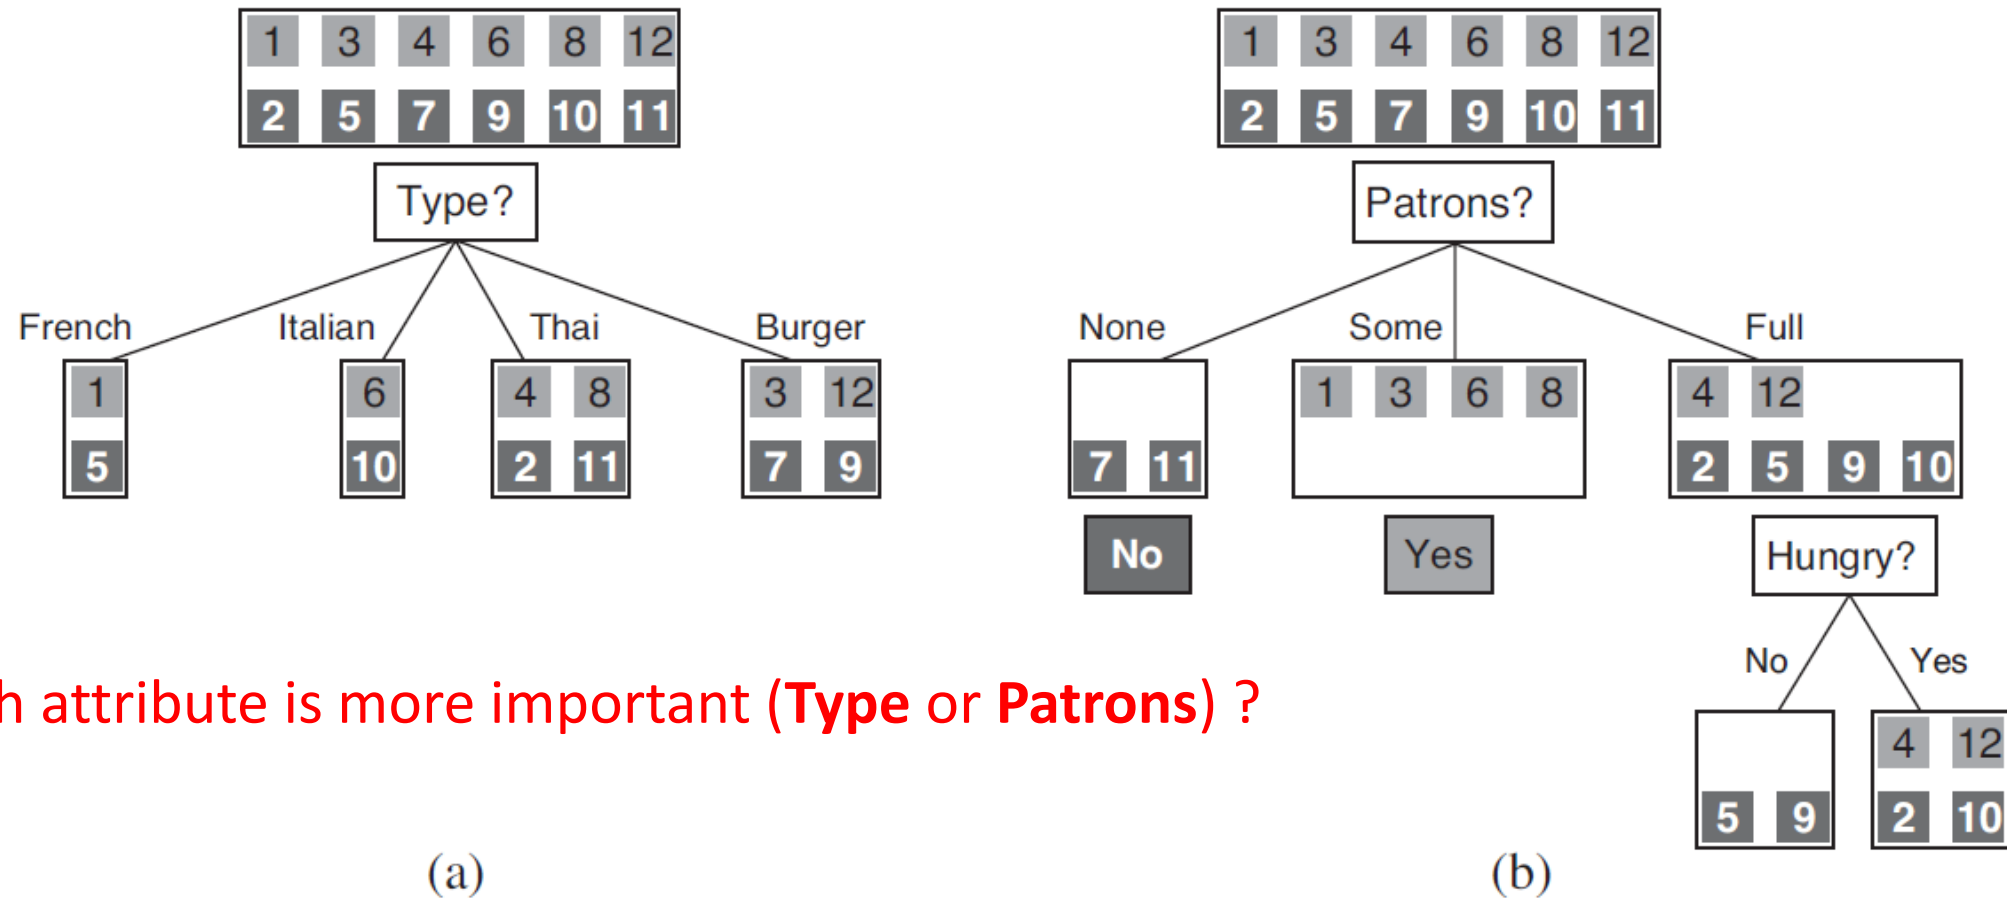 1 3 4 6 8 12
2 5 7 9 10 11
Type?
French Italian Thai Burger
1 6 4 8 3 12
5 10 2 11 7 9
(a)
1 3 4 6 8 12
2 5 7 9 10 11
Patrons?
None Some Full
1 3 6 8 4 12
7 11 2 5 9 10
No Yes Hungry?
No Yes
4 12
5 9 2 10
(b)
h attribute is more important (Type or Patrons) ?